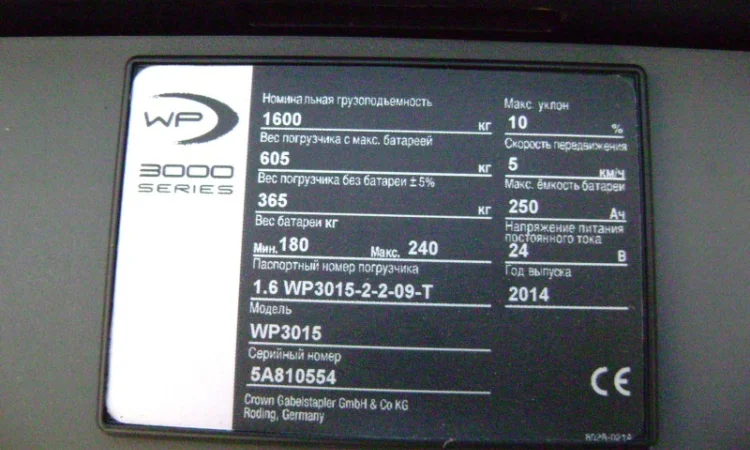 WP
3000
SERIES
Номинальная грузоподъемность
1600 кг
Вес погрузчика с макс. батареей
605 кг
Вес погрузчика без батареи ±5%
365 кг
Вес батареи кг
Мин. 180 Макс. 240
Паспортный номер погрузчика
1.6 WP3015-2-2-09-T
Модель
WP3015
Серийный номер
5A810554
Crown Gabelstapler GmbH & Co KG
Roding, Germany
Макс. уклон
10 %
Скорость передвижения
5 км/ч
Макс. ёмкость батареи
250 Ач
Напряжение питания
постоянного тока
24 В
Год выпуска
2014
CE